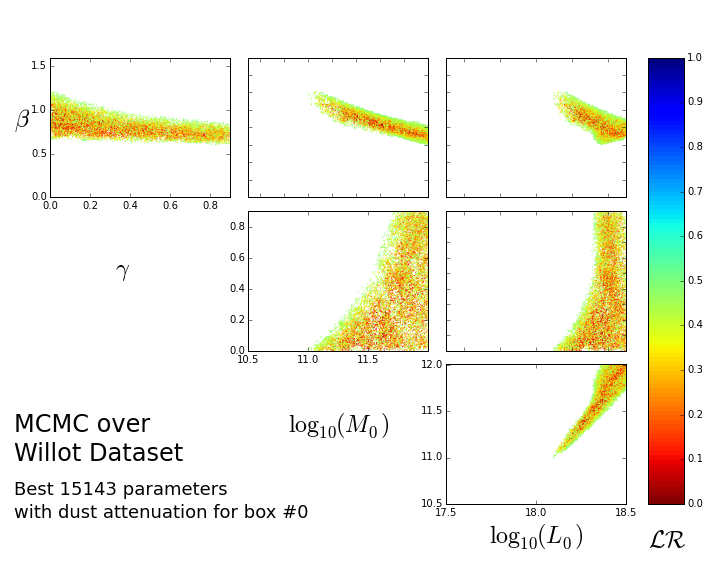 1.5
1.0
0.5
0.0
β
0.0 0.2 0.4 0.6 0.8
γ
0.8
0.6
0.4
0.2
0.0
10.5 11.0 11.5
log₁₀(M₀)
12.0
11.5
11.0
10.5
17.5 18.0 18.5
log₁₀(L₀)
1.0
0.9
0.8
0.7
0.6
0.5
0.4
0.3
0.2
0.1
0.0
ℒℛ
MCMC over
Willot Dataset
Best 15143 parameters
with dust attenuation for box #0